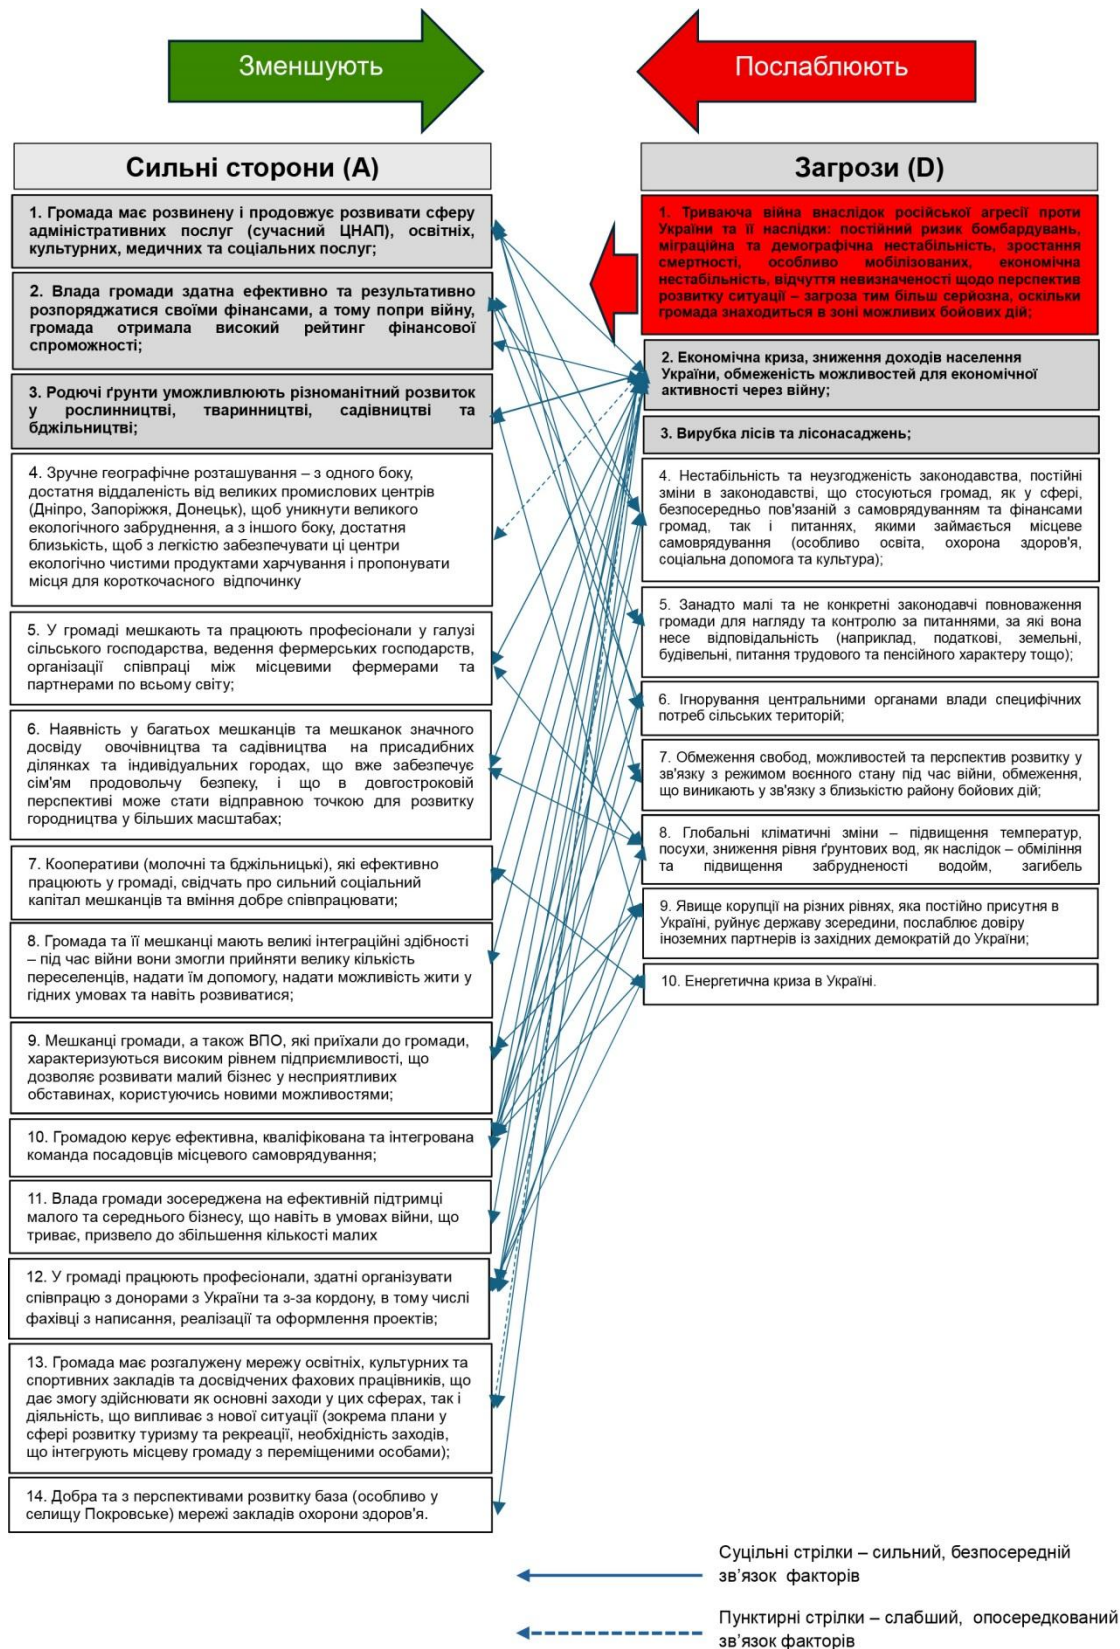 Зменшують
Послаблюють
Сильні сторони (A)
1. Громада має розвинену і продовжує розвивати сферу
адміністративних послуг (сучасний ЦНАП), освітніх,
культурних, медичних та соціальних послуг;
2. Влада громади здатна ефективно та результативно
розпоряджатися своїми фінансами, а тому попри війну,
громада отримала високий рейтинг фінансової
спроможності;
3. Родючі ґрунти уможливлюють різноманітний розвиток
у рослинництві, тваринництві, садівництві та
бджільництві;
4. Зручне географічне розташування – з одного боку,
достатня віддаленість від великих промислових центрів
(Дніпро, Запоріжжя, Донецьк), щоб уникнути великого
екологічного забруднення, а з іншого боку, достатня
близькість, щоб з легкістю забезпечувати ці центри
екологічно чистими продуктами харчування і пропонувати
місця для короткочасного відпочинку
5. У громаді мешкають та працюють професіонали у галузі
сільського господарства, ведення фермерських господарств,
організації співпраці між місцевими фермерами та
партнерами по всьому світу;
6. Наявність у багатьох мешканців та мешканок значного
досвіду овочівництва та садівництва на присадибних
ділянках та індивідуальних городах, що вже забезпечує
сім'ям продовольчу безпеку, і що в довгостроковій
перспективі може стати відправною точкою для розвитку
городництва у більших масштабах;
7. Кооперативи (молочні та бджільницькі), які ефективно
працюють у громаді, свідчать про сильний соціальний
капітал мешканців та вміння добре співпрацювати;
8. Громада та її мешканці мають великі інтеграційні здібності
– під час війни вони змогли прийняти велику кількість
переселенців, надати їм допомогу, надати можливість жити у
гідних умовах та навіть розвиватися;
9. Мешканці громади, а також ВПО, які приїхали до громади,
характеризуються високим рівнем підприємливості, що
дозволяє розвивати малий бізнес у несприятливих
обставинах, користуючись новими можливостями;
10. Громадою керує ефективна, кваліфікована та інтегрована
команда посадовців місцевого самоврядування;
11. Влада громади зосереджена на ефективній підтримці
малого та середнього бізнесу, що навіть в умовах війни, що
триває, призвело до збільшення кількості малих
12. У громаді працюють професіонали, здатні організувати
співпрацю з донорами з України та з-за кордону, в тому числі
фахівці з написання, реалізації та оформлення проектів;
13. Громада має розгалужену мережу освітніх, культурних та
спортивних закладів та досвідчених фахових працівників, що
дає змогу здійснювати як основні заходи у цих сферах, так і
діяльність, що випливає з нової ситуації (зокрема плани у
сфері розвитку туризму та рекреації, необхідність заходів,
що інтегрують місцеву громаду з переміщеними особами);
14. Добра та з перспективами розвитку база (особливо у
селищу Покровське) мережі закладів охорони здоров'я.
Загрози (D)
1. Триваюча війна внаслідок російської агресії проти
України та її наслідки: постійний ризик бомбардувань,
міграційна та демографічна нестабільність, зростання
смертності, особливо мобілізованих, економічна
нестабільність, відчуття невизначеності щодо перспектив
розвитку ситуації – загроза тим більш серйозна, оскільки
громада знаходиться в зоні можливих бойових дій;
2. Економічна криза, зниження доходів населення
України, обмеженість можливостей для економічної
активності через війну;
3. Вирубка лісів та лісонасаджень;
4. Нестабільність та неузгодженість законодавства, постійні
зміни в законодавстві, що стосуються громад, як у сфері,
безпосередньо пов'язаній з самоврядуванням та фінансами
громад, так і питаннях, якими займається місцеве
самоврядування (особливо освіта, охорона здоров'я,
соціальна допомога та культура);
5. Занадто малі та не конкретні законодавчі повноваження
громади для нагляду та контролю за питаннями, за які вона
несе відповідальність (наприклад, податкові, земельні,
будівельні, питання трудового та пенсійного характеру тощо);
6. Ігнорування центральними органами влади специфічних
потреб сільських територій;
7. Обмеження свобод, можливостей та перспектив розвитку у
зв'язку з режимом воєнного стану під час війни, обмеження,
що виникають у зв'язку з близькістю району бойових дій;
8. Глобальні кліматичні зміни – підвищення температур,
посухи, зниження рівня ґрунтових вод, як наслідок – обміління
та підвищення забрудненості водойм, загибель
9. Явище корупції на різних рівнях, яка постійно присутня в
Україні, руйнує державу зсередини, послаблює довіру
іноземних партнерів із західних демократій до України;
10. Енергетична криза в Україні.
Суцільні стрілки – сильний, безпосередній
зв’язок факторів
Пунктирні стрілки – слабший, опосередкований
зв’язок факторів